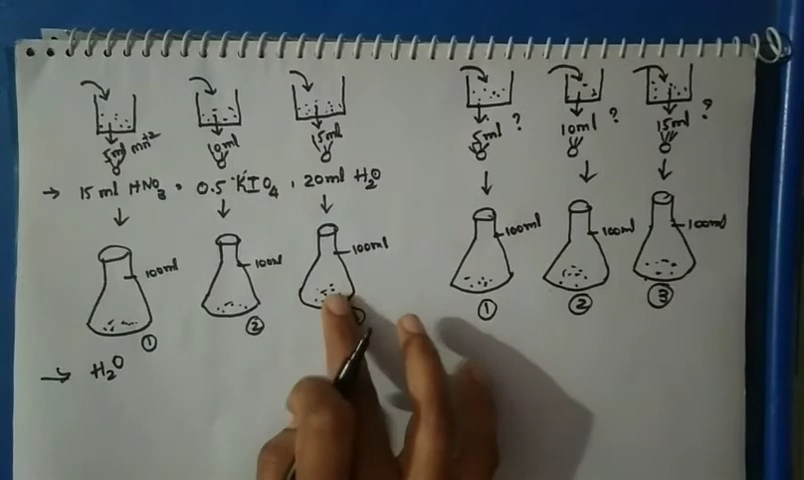 5ml Mn+2 10ml 15ml 5ml ? 10ml ? 15ml ?
→ 15 ml HNO3, 0.5 KIO4, 20ml H2O
100ml 100ml 100ml 100ml 100ml 100ml
① ② ① ② ③
→ H2O